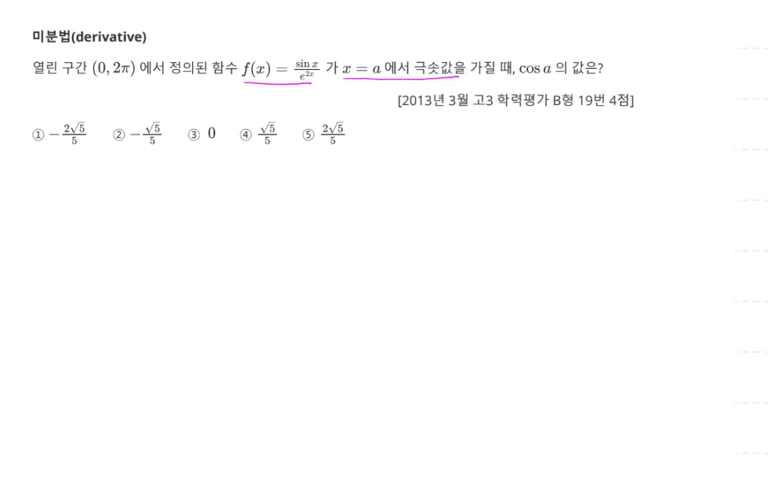 미분법(derivative)
열린 구간 (0, 2π) 에서 정의된 함수 f(x) = sin x / e^{2x} 가 x = a 에서 극솟값을 가질 때, cos a 의 값은?
[2013년 3월 고3 학력평가 B형 19번 4점]
① -2√5/5 ② -√5/5 ③ 0 ④ √5/5 ⑤ 2√5/5